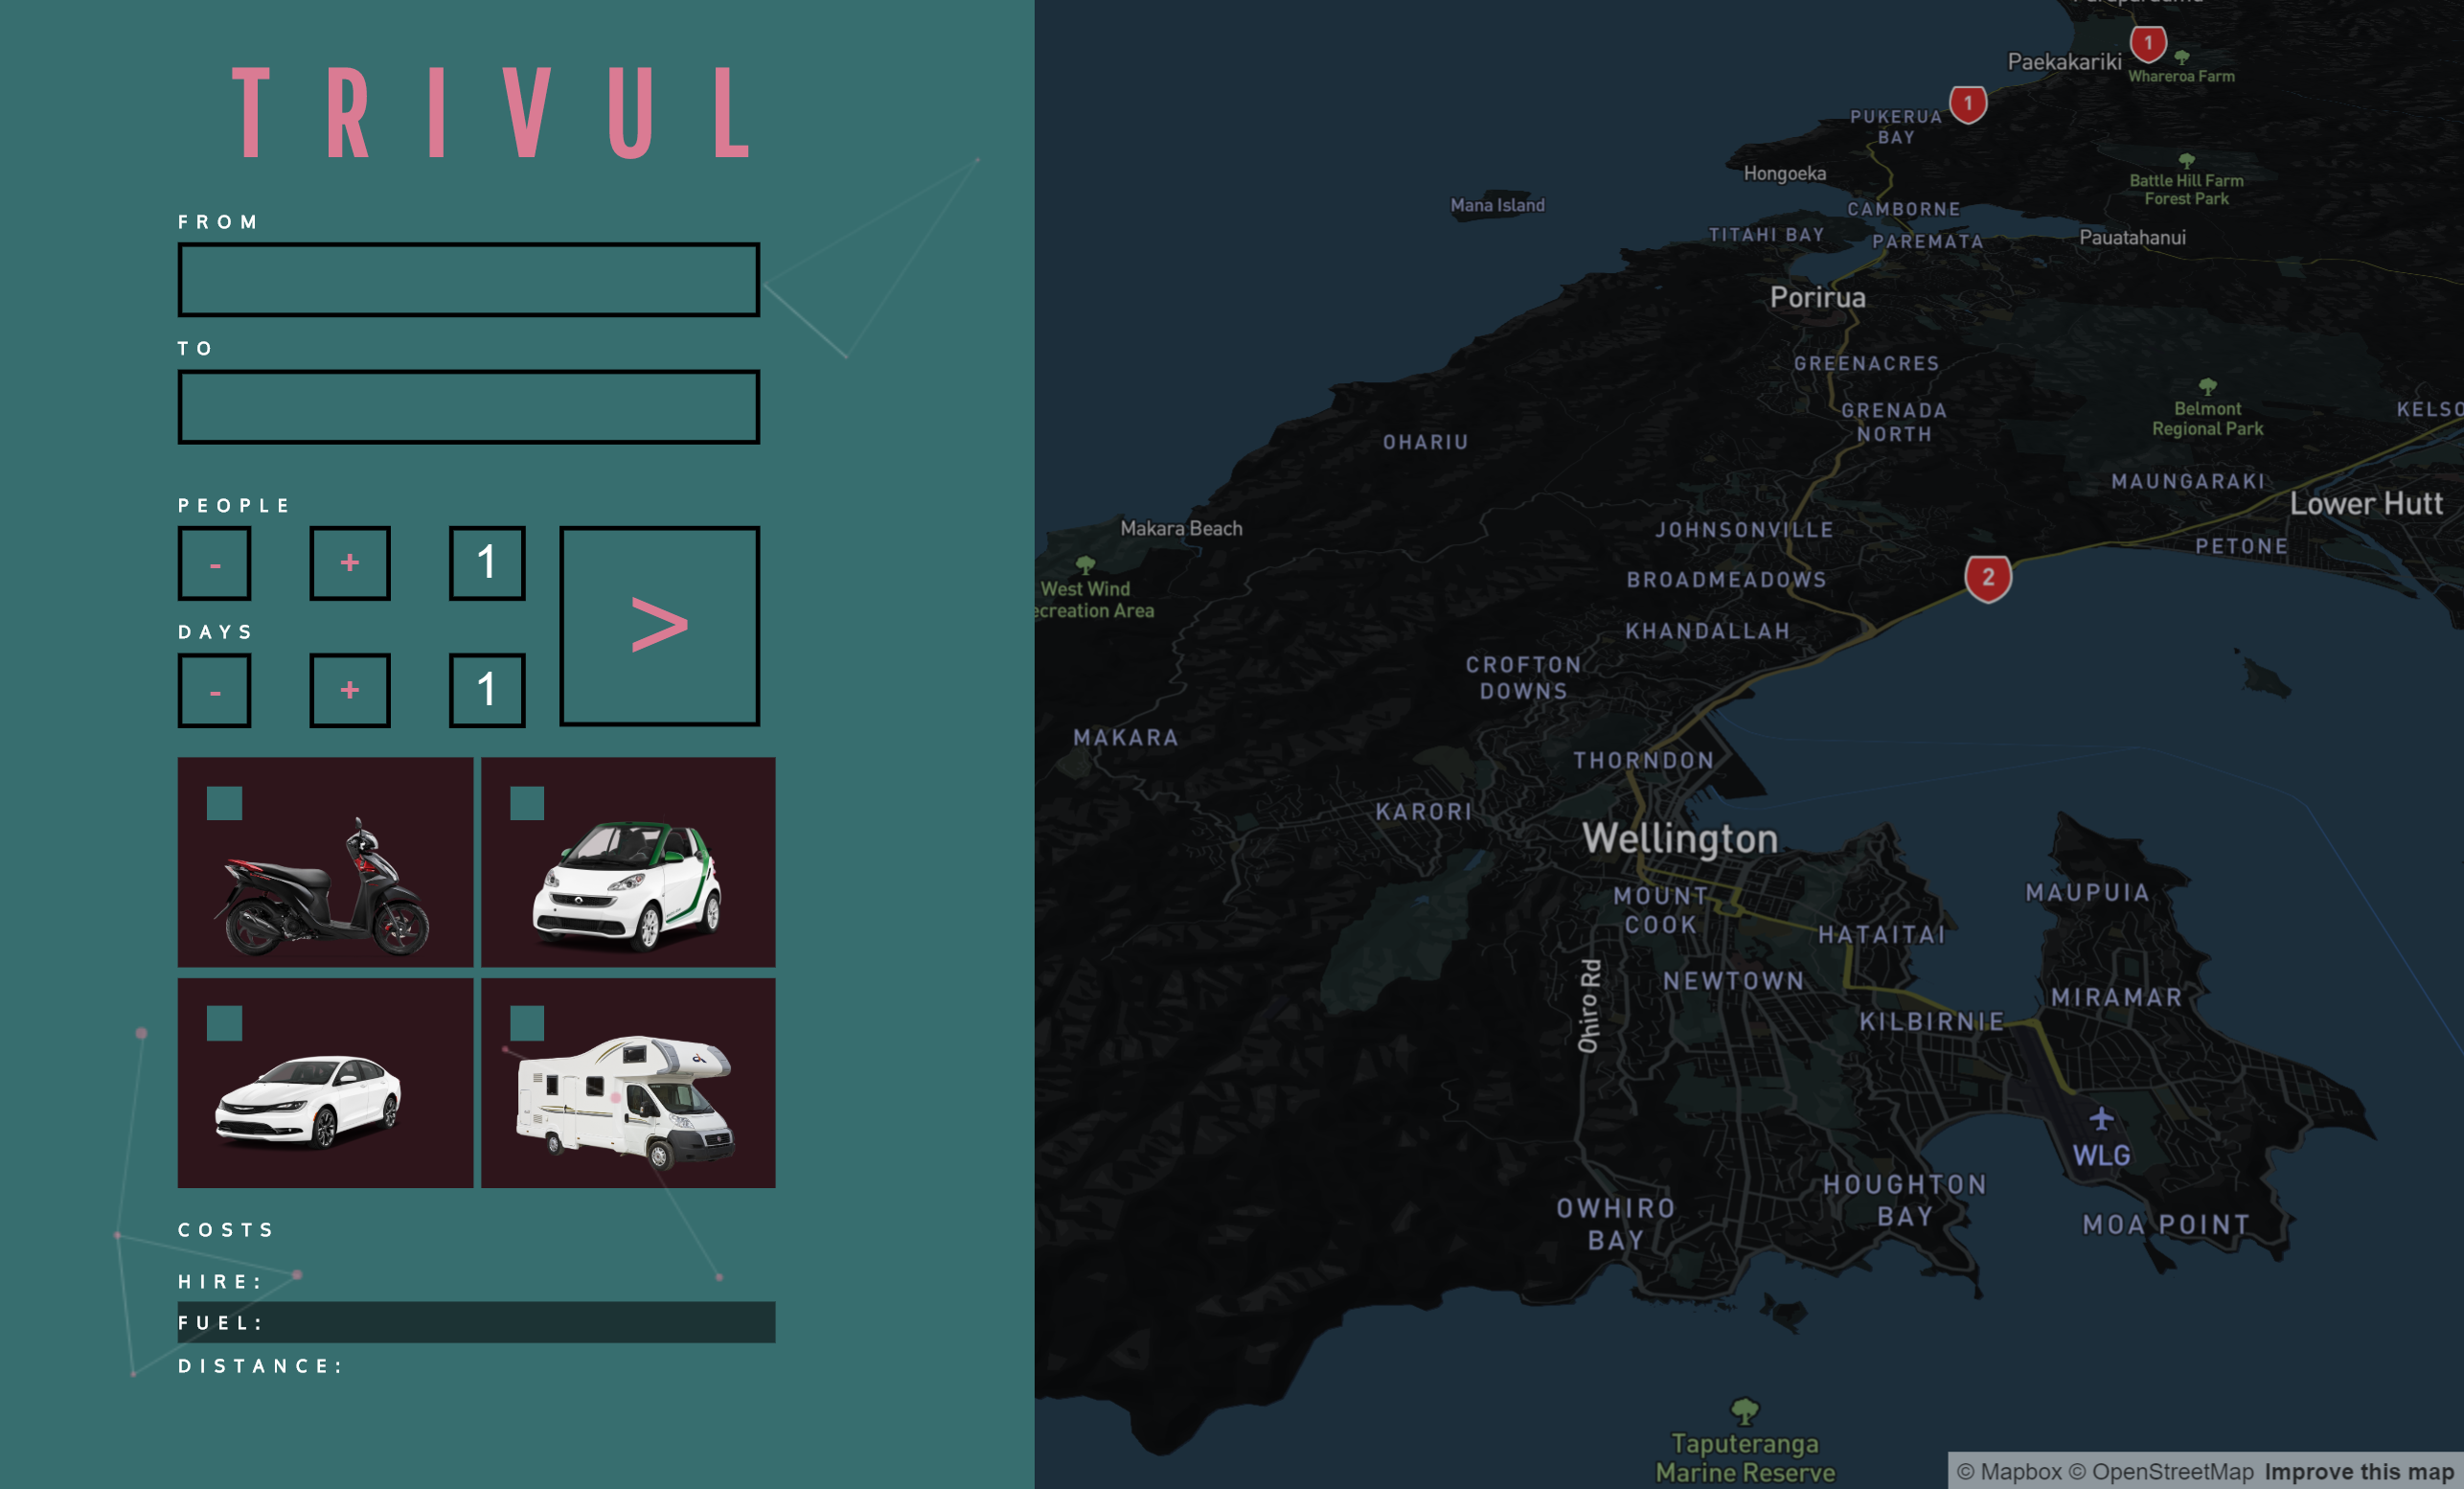 TRIVUL
FROM
TO
PEOPLE
- + 1
>
DAYS
- + 1
COSTS
HIRE:
FUEL:
DISTANCE:
Paekakariki
1
Whareroa Farm
1
PUKERUA
BAY
Hongoeka
Battle Hill Farm
Forest Park
Mana Island
CAMBORNE
TITAHI BAY
PAREMATA
Pauatahanui
Porirua
GREENACRES
GRENADA
NORTH
Belmont
Regional Park
KELSO
OHARIU
MAUNGARAKI
Lower Hutt
Makara Beach
JOHNSONVILLE
PETONE
West Wind
ecreation Area
BROADMEADOWS
2
KHANDALLAH
CROFTON
DOWNS
MAKARA
THORNDON
KARORI
Wellington
MOUNT
COOK
MAUPUIA
HATAITAI
Ohiro Rd
NEWTOWN
MIRAMAR
KILBIRNIE
WLG
HOUGHTON
BAY
OWHIRO
BAY
MOA POINT
Taputeranga
Marine Reserve
© Mapbox © OpenStreetMap Improve this map